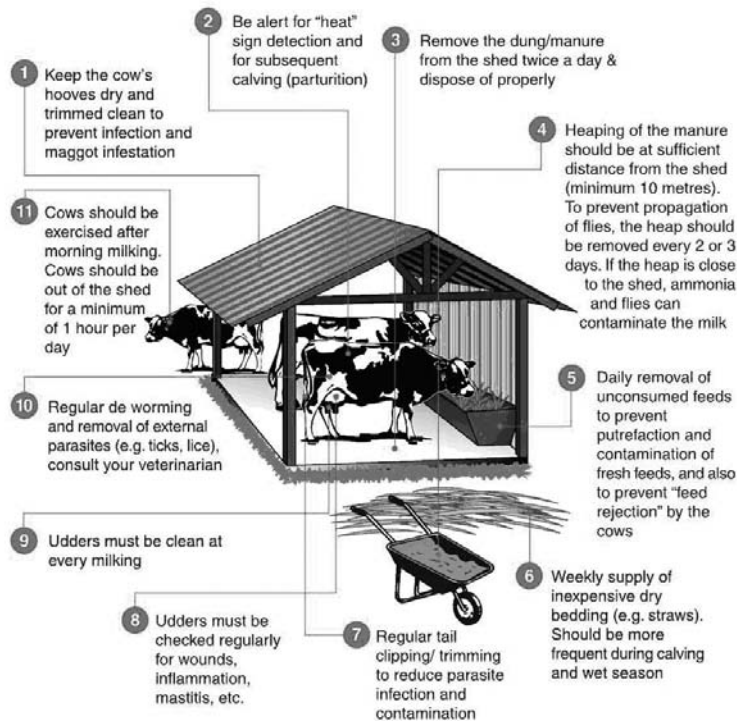 1
Keep the cow's
hooves dry and
trimmed clean to
prevent infection and
maggot infestation
2
Be alert for “heat”
sign detection and
for subsequent
calving (parturition)
3
Remove the dung/manure
from the shed twice a day &
dispose of properly
4
Heaping of the manure
should be at sufficient
distance from the shed
(minimum 10 metres).
To prevent propagation
of flies, the heap should
be removed every 2 or 3
days. If the heap is close
to the shed, ammonia
and flies can
contaminate the milk
5
Daily removal of
unconsumed feeds
to prevent
putrefaction and
contamination of
fresh feeds, and also
to prevent “feed
rejection” by the
cows
6
Weekly supply of
inexpensive dry
bedding (e.g. straws).
Should be more
frequent during calving
and wet season
7
Regular tail
clipping/ trimming
to reduce parasite
infection and
contamination
8
Udders must be
checked regularly
for wounds,
inflammation,
mastitis, etc.
9
Udders must be clean at
every milking
10
Regular de worming
and removal of external
parasites (e.g. ticks, lice),
consult your veterinarian
11
Cows should be
exercised after
morning milking.
Cows should be
out of the shed
for a minimum
of 1 hour per
day